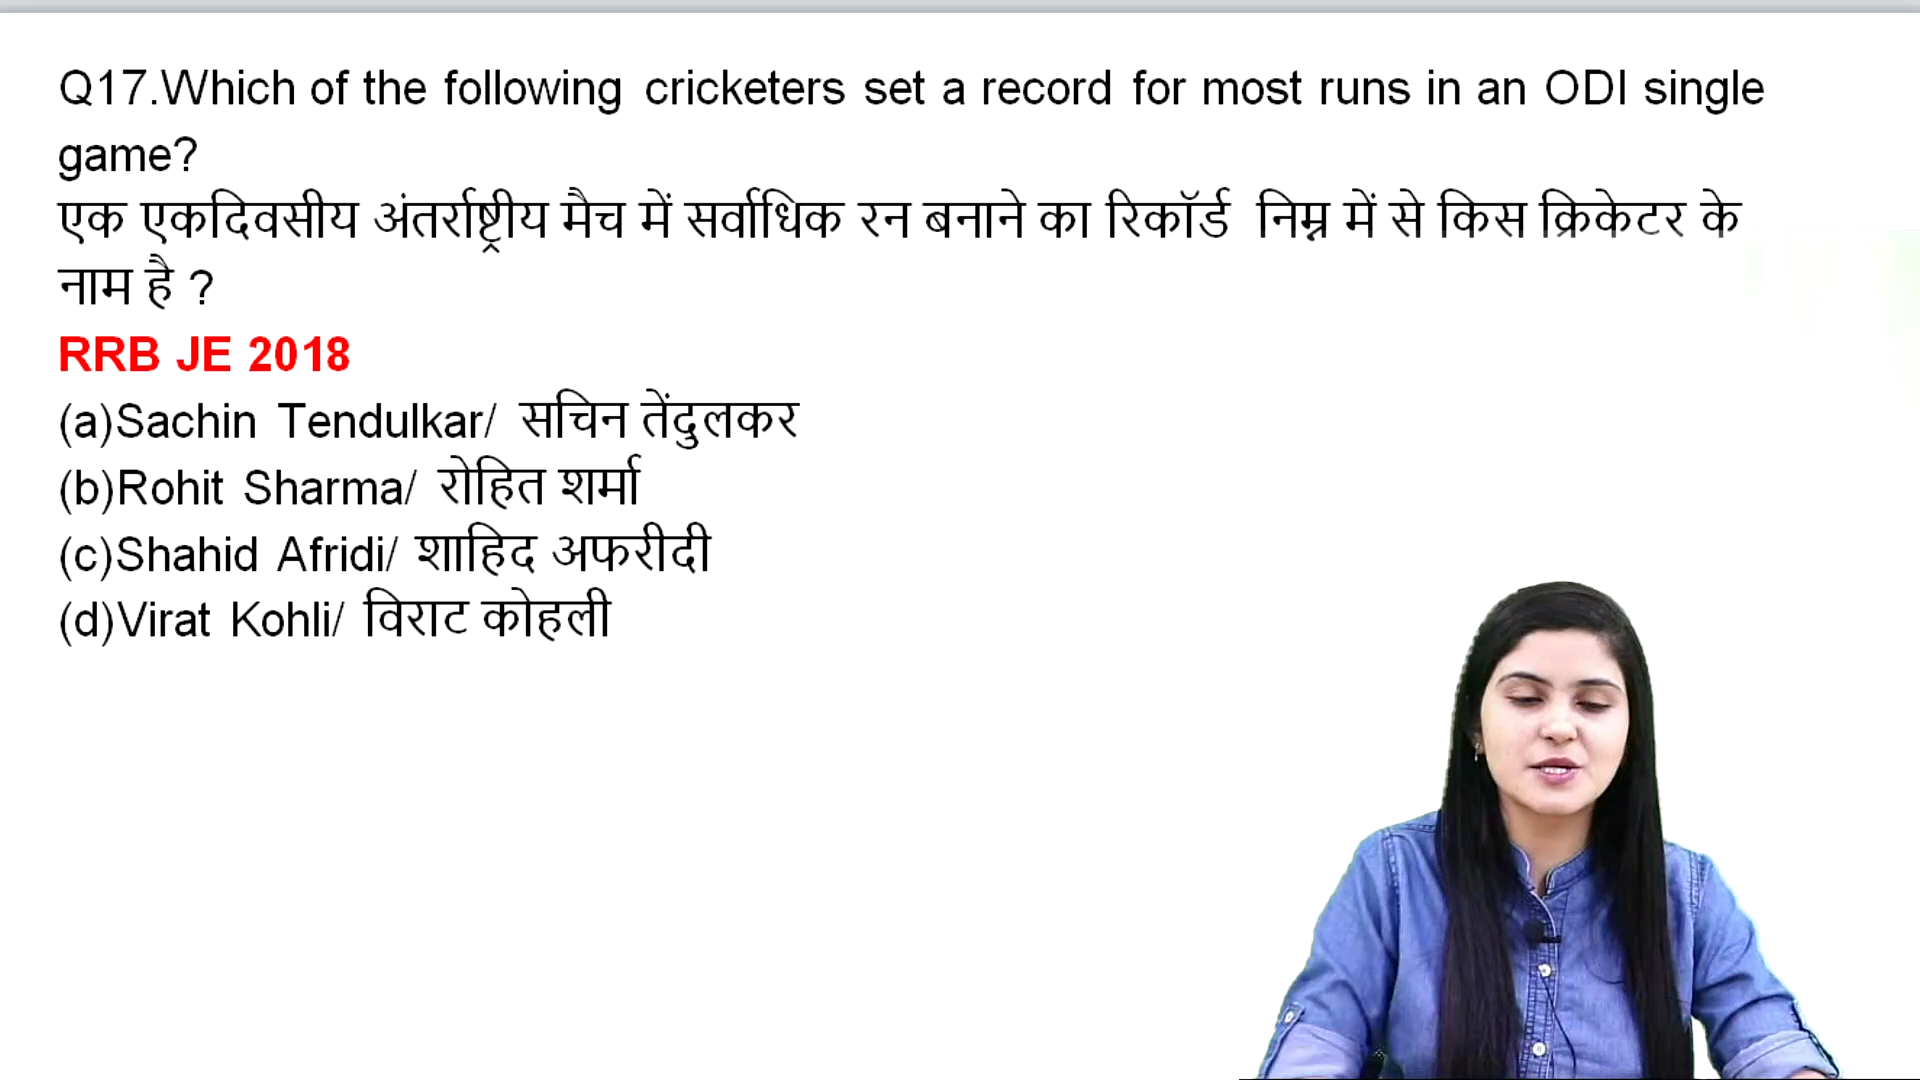 Q17.Which of the following cricketers set a record for most runs in an ODI single
game?
एक एकदिवसीय अंतर्राष्ट्रीय मैच में सर्वाधिक रन बनाने का रिकॉर्ड निम्न में से किस क्रिकेटर के
नाम है ?
RRB JE 2018
(a)Sachin Tendulkar/ सचिन तेंदुलकर
(b)Rohit Sharma/ रोहित शर्मा
(c)Shahid Afridi/ शाहिद अफरीदी
(d)Virat Kohli/ विराट कोहली